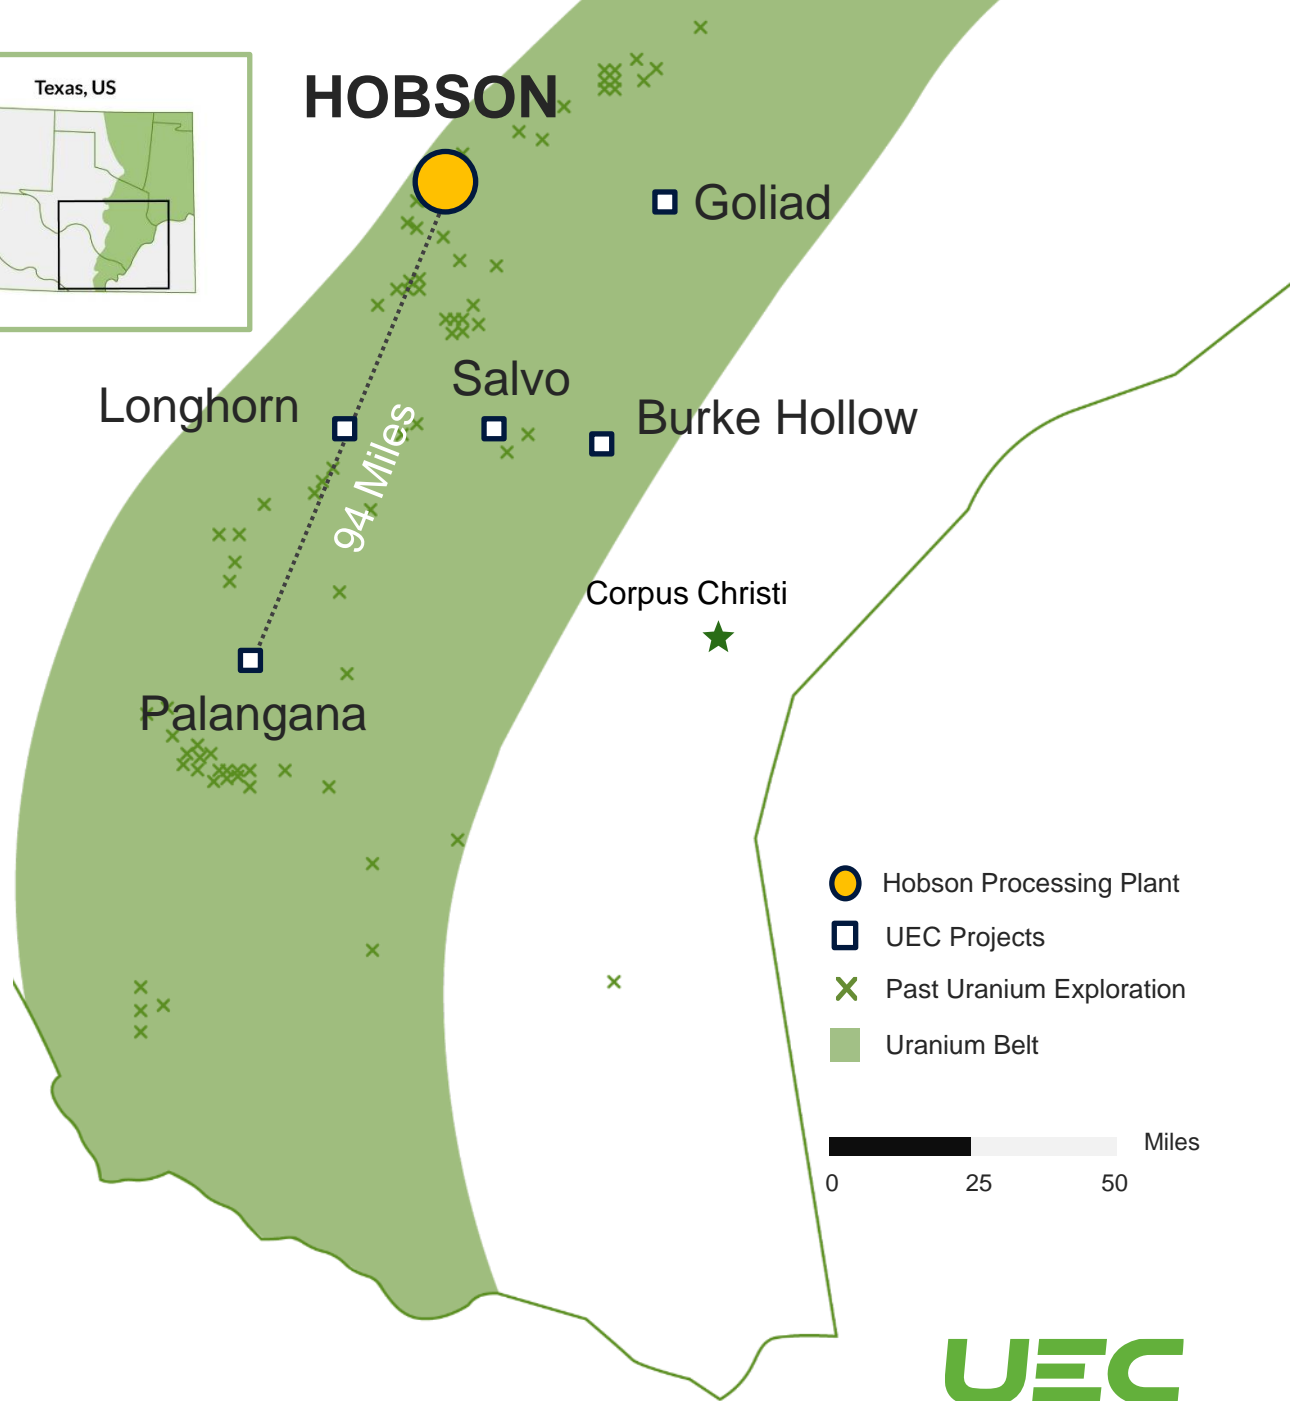 Texas, US
HOBSON
Goliad
Salvo
Longhorn
Burke Hollow
94 Miles
Corpus Christi
Palangana
Hobson Processing Plant
UEC Projects
Past Uranium Exploration
Uranium Belt
Miles
0 25 50
UEC